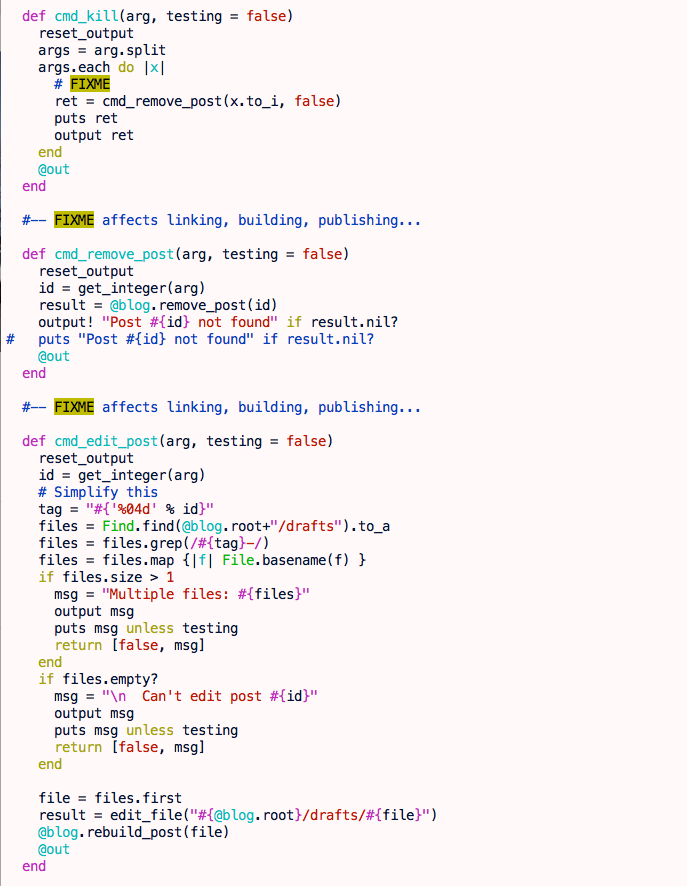 def cmd_kill(arg, testing = false)
  reset_output
  args = arg.split
  args.each do |x|
    # FIXME
    ret = cmd_remove_post(x.to_i, false)
    puts ret
    output ret
  end
  @out
end

#-- FIXME affects linking, building, publishing...

def cmd_remove_post(arg, testing = false)
  reset_output
  id = get_integer(arg)
  result = @blog.remove_post(id)
  output! "Post #{id} not found" if result.nil?
#   puts "Post #{id} not found" if result.nil?
  @out
end

#-- FIXME affects linking, building, publishing...

def cmd_edit_post(arg, testing = false)
  reset_output
  id = get_integer(arg)
  # Simplify this
  tag = "#{'%04d' % id}"
  files = Find.find(@blog.root+"/drafts").to_a
  files = files.grep(/#{tag}-/)
  files = files.map {|f| File.basename(f) }
  if files.size > 1
    msg = "Multiple files: #{files}"
    output msg
    puts msg unless testing
    return [false, msg]
  end
  if files.empty?
    msg = "\n  Can't edit post #{id}"
    output msg
    puts msg unless testing
    return [false, msg]
  end

  file = files.first
  result = edit_file("#{@blog.root}/drafts/#{file}")
  @blog.rebuild_post(file)
  @out
end